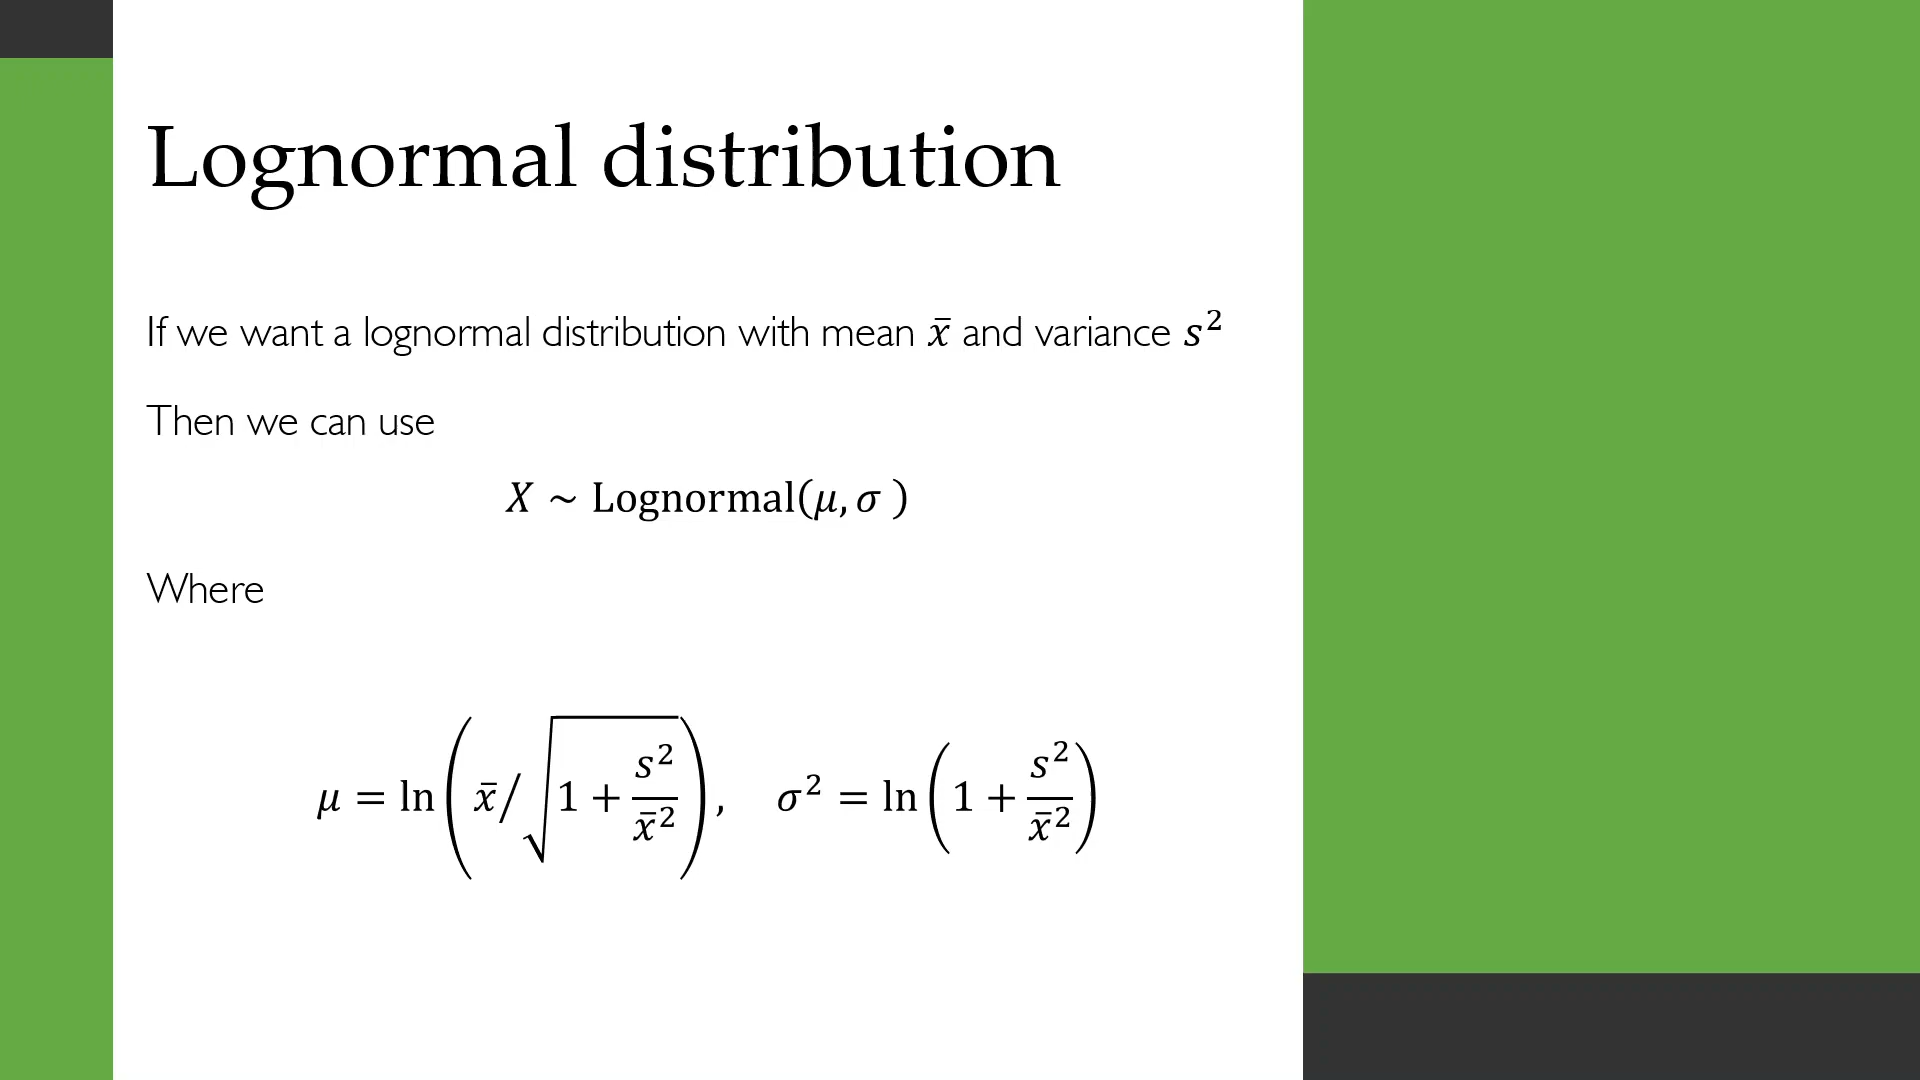 Lognormal distribution
If we want a lognormal distribution with mean x̄ and variance s²
Then we can use
X ~ Lognormal(μ, σ )
Where
μ = ln( x̄/√(1 + s²/x̄²) ), σ² = ln(1 + s²/x̄²)